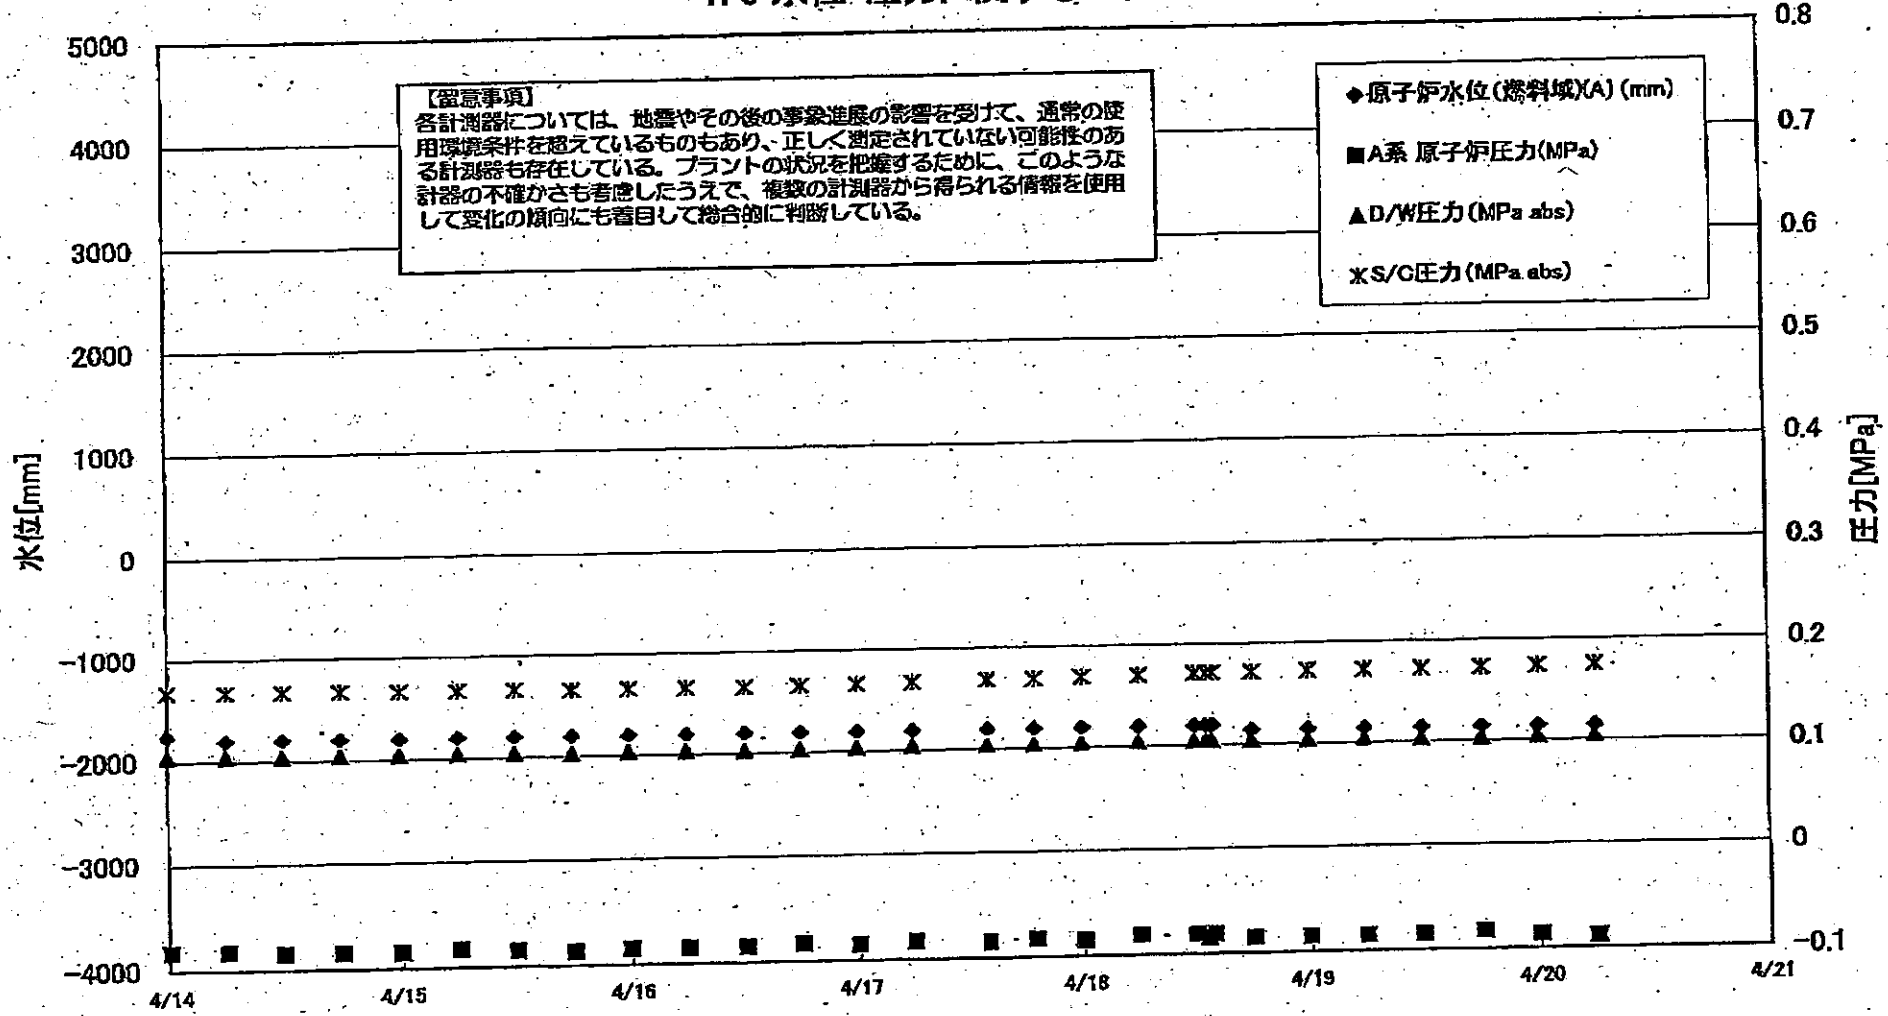 0.8
5000
【留意事項】
各計測器については、地震やその後の事象進展の影響を受けて、通常の使
用環境条件を超えているものもあり、正しく測定されていない可能性のあ
る計測器も存在している。プラントの状況を把握するために、このような
計器の不確かさも考慮したうえで、複数の計測器から得られる情報を使用
して変化の傾向にも着目して総合的に判断している。
◆原子炉水位(燃料域)(A) (mm)
■A系 原子炉圧力(MPa)
▲D/W圧力(MPa abs)
S/C圧力(MPa abs)
4000
0.7
3000
0.6
2000
0.5
1000
0.4
0
0.3
-1000
0.2
-2000
0.1
-3000
0
-4000
-0.1
水位[mm]
圧力[MPa]
4/14
4/15
4/16
4/17
4/18
4/19
4/20
4/21